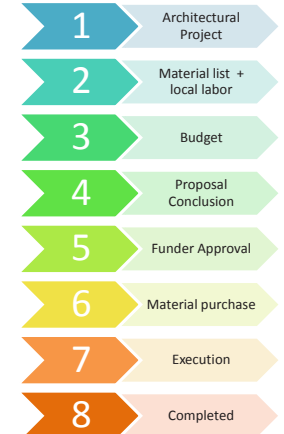 1
Architectural
Project
2
Material list +
local labor
3
Budget
4
Proposal
Conclusion
5
Funder Approval
6
Material purchase
7
Execution
8
Completed